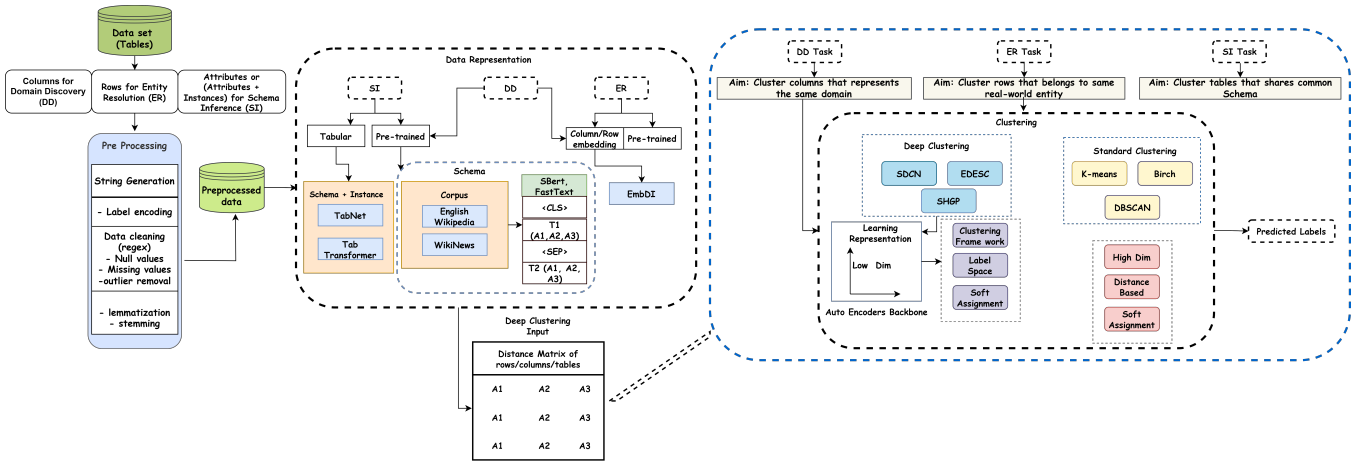 Data set
(Tables)
Columns for
Domain Discovery
(DD)
Rows for Entity
Resolution (ER)
Attributes or
(Attributes +
Instances) for Schema
Inference (SI)
Pre Processing
String Generation
- Label encoding
Data cleaning
(regex)
- Null values
- Missing values
-outlier removal
- lemmatization
- stemming
Preprocessed
data
Data Representation
SI
DD
ER
Tabular
Pre-trained
Column/Row
embedding
Pre-trained
Schema + Instance
TabNet
Tab
Transformer
Schema
Corpus
English
Wikipedia
WikiNews
SBert,
FastText
<CLS>
T1
(A1,A2,A3)
<SEP>
T2 (A1, A2,
A3)
EmbDI
Deep Clustering
Input
Distance Matrix of
rows/columns/tables
A1 A2 A3
A1 A2 A3
A1 A2 A3
DD Task
ER Task
SI Task
Aim: Cluster columns that represents
the same domain
Aim: Cluster rows that belongs to same
real-world entity
Aim: Cluster tables that shares common
Schema
Clustering
Deep Clustering
SDCN
EDESC
SHGP
Standard Clustering
K-means
Birch
DBSCAN
Learning
Representation
Low Dim
Auto Encoders Backbone
Clustering
Frame work
Label
Space
Soft
Assignment
High Dim
Distance
Based
Soft
Assignment
Predicted Labels